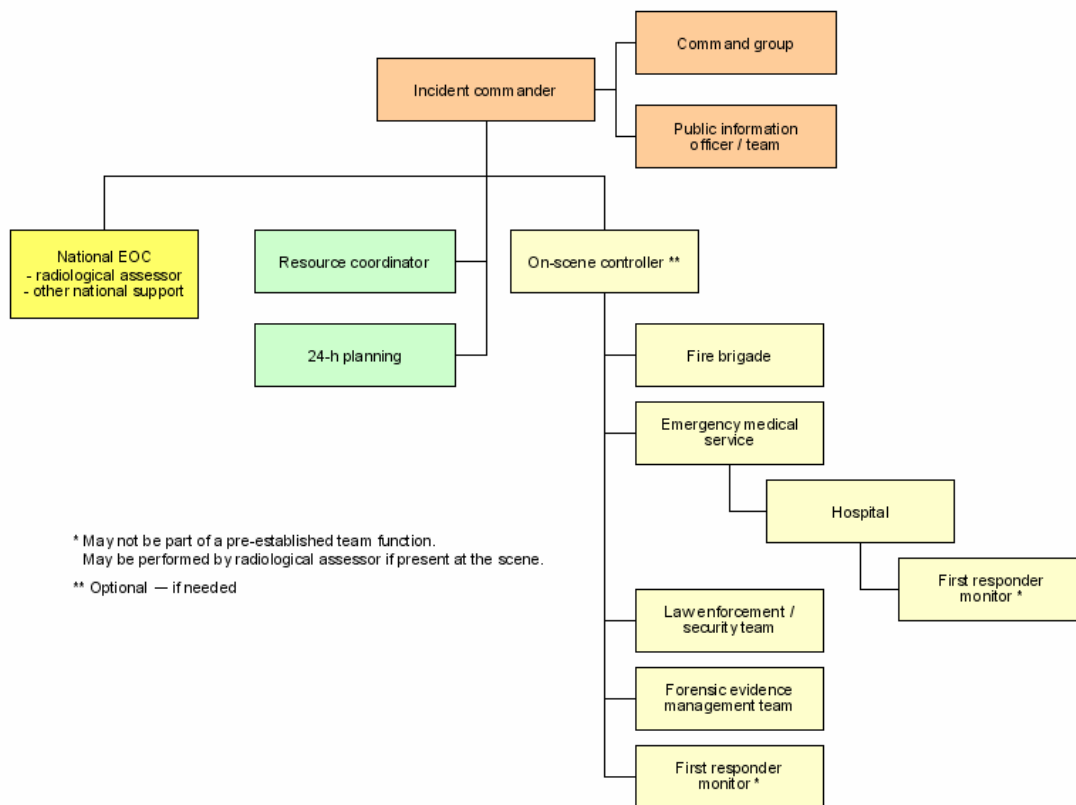 Command group
Incident commander
Public information
officer / team
National EOC
- radiological assessor
- other national support
Resource coordinator
On-scene controller **
24-h planning
Fire brigade
Emergency medical
service
Hospital
* May not be part of a pre-established team function.
May be performed by radiological assessor if present at the scene.
** Optional — if needed
First responder
monitor *
Law enforcement /
security team
Forensic evidence
management team
First responder
monitor *